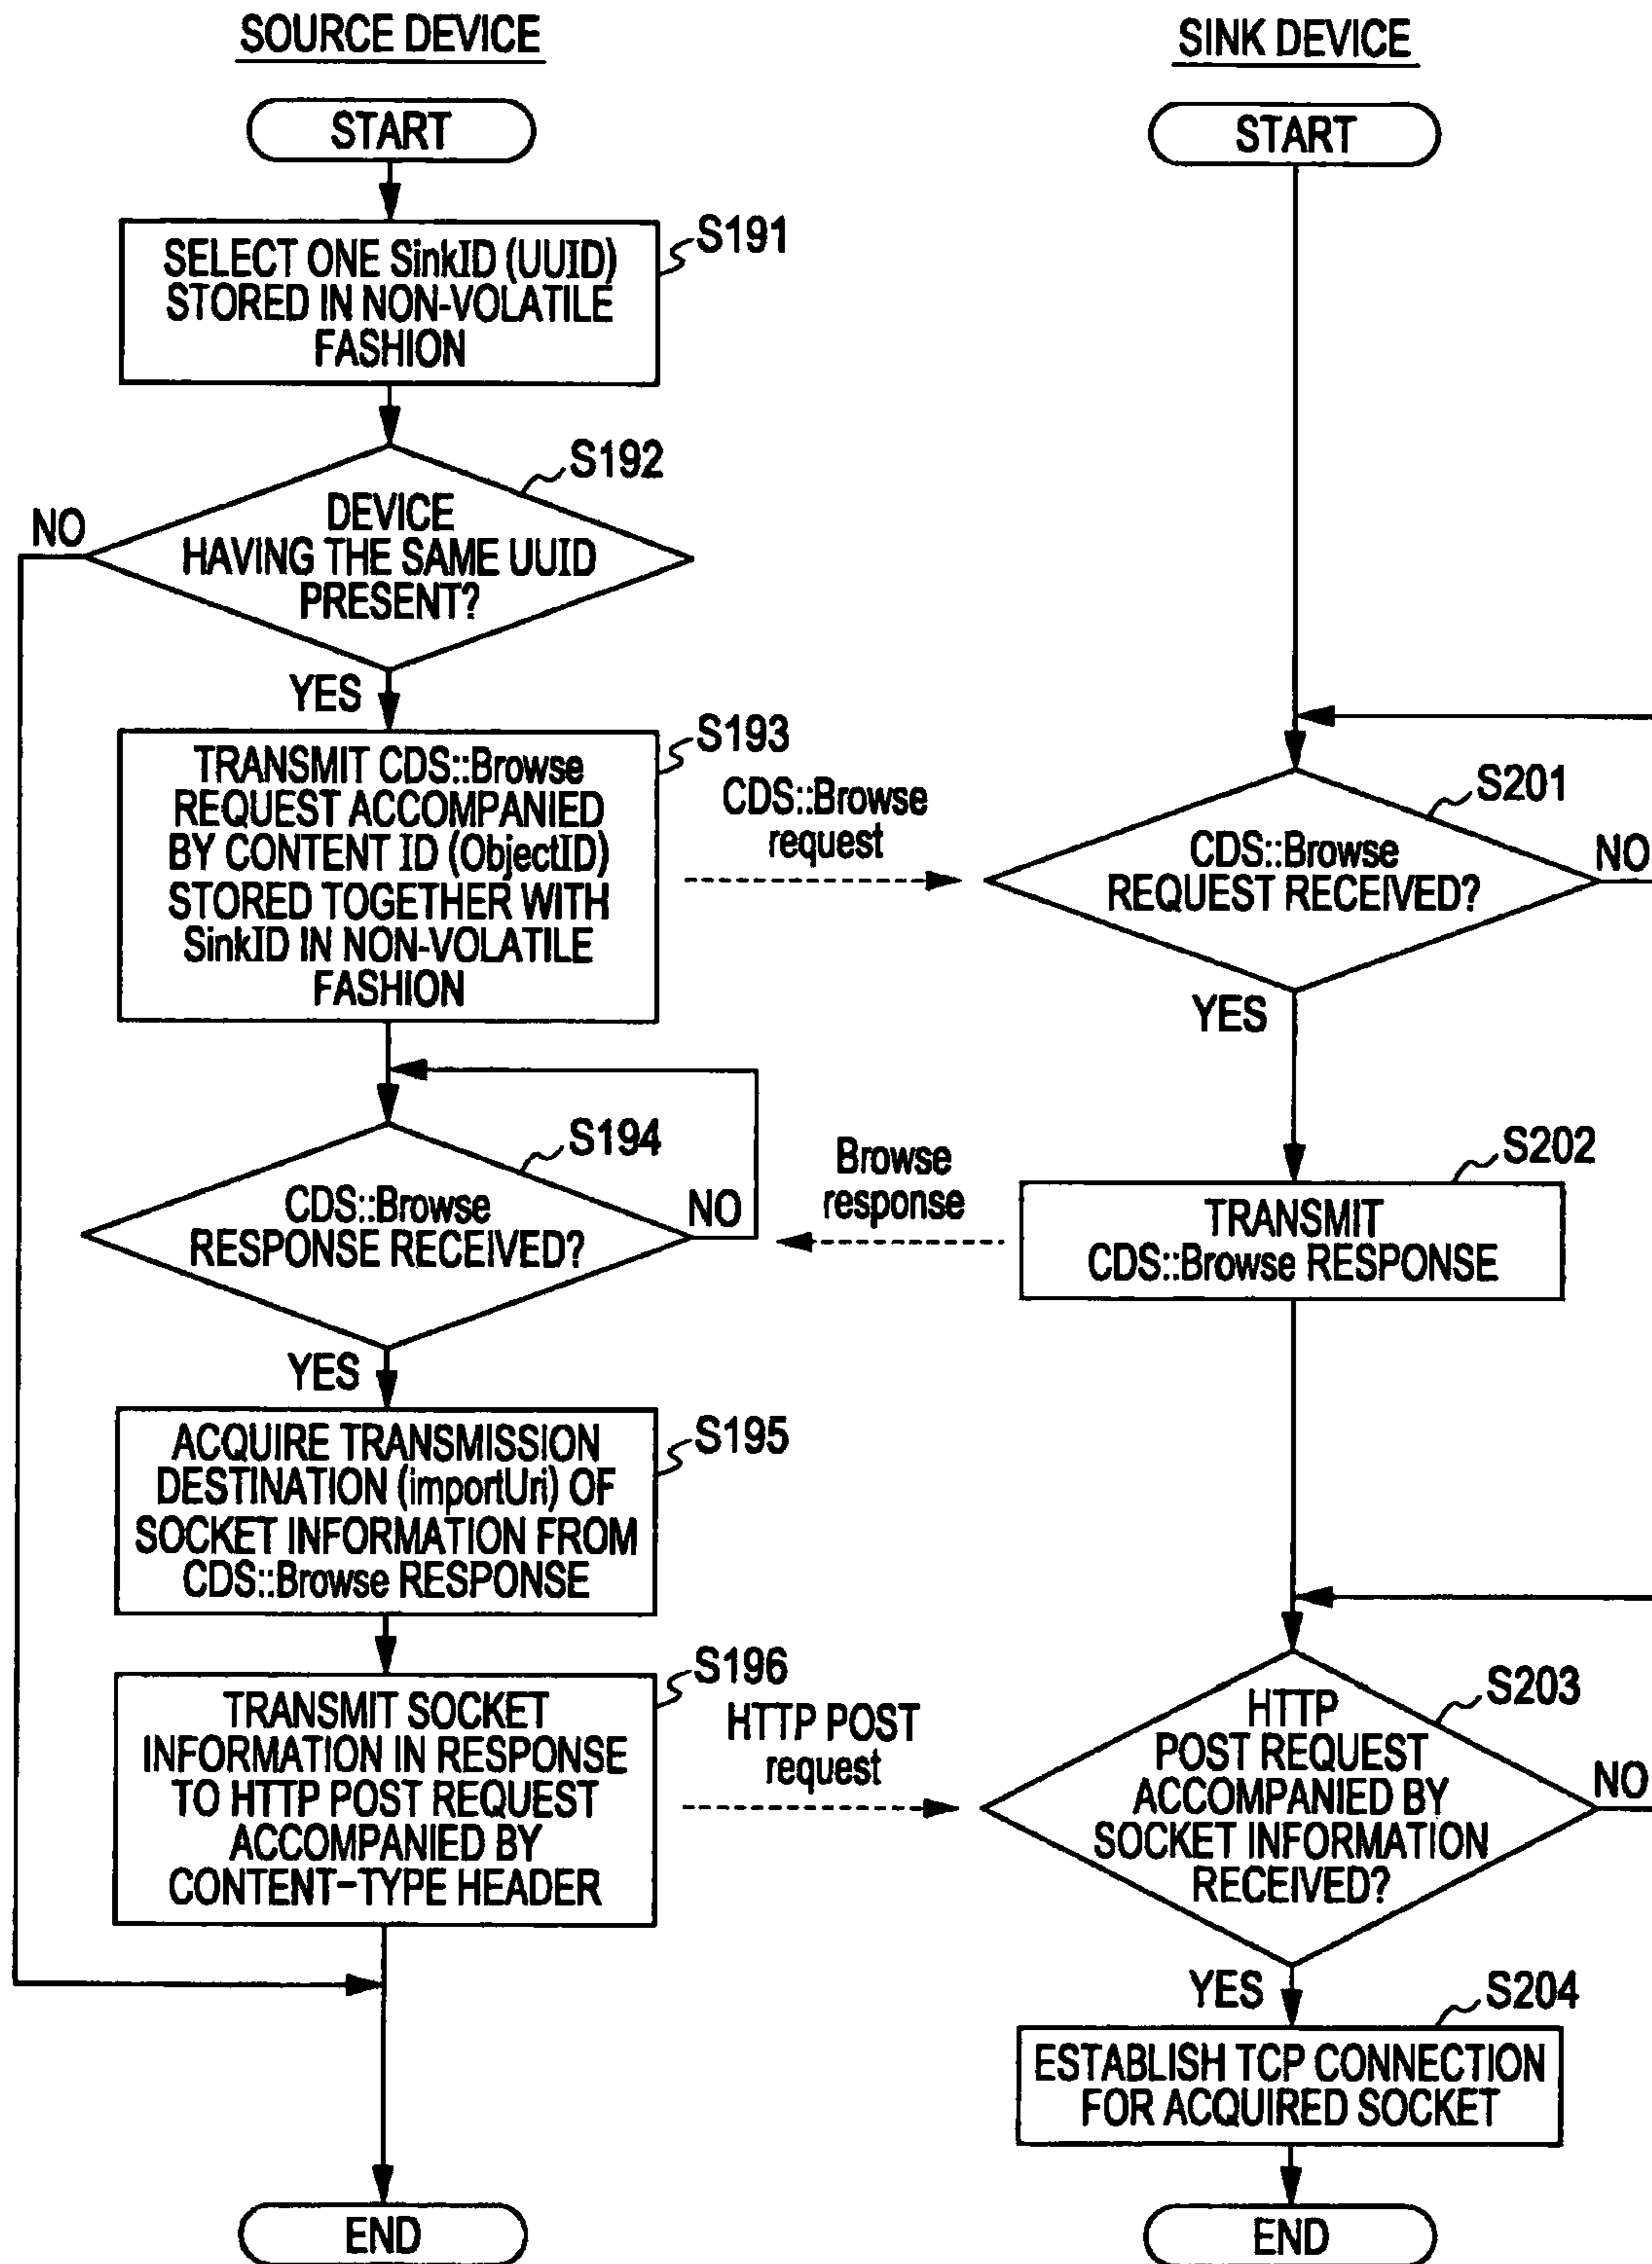 SOURCE DEVICE
START
S191
SELECT ONE SinkID (UUID)
STORED IN NON-VOLATILE
FASHION
S192
DEVICE
HAVING THE SAME UUID
PRESENT?
NO
YES
S193
TRANSMIT CDS::Browse
REQUEST ACCOMPANIED
BY CONTENT ID (ObjectID)
STORED TOGETHER WITH
SinkID IN NON-VOLATILE
FASHION
CDS::Browse
request
S194
CDS::Browse
RESPONSE RECEIVED?
NO
YES
Browse
response
S195
ACQUIRE TRANSMISSION
DESTINATION (importUri) OF
SOCKET INFORMATION FROM
CDS::Browse RESPONSE
S196
TRANSMIT SOCKET
INFORMATION IN RESPONSE
TO HTTP POST REQUEST
ACCOMPANIED BY
CONTENT-TYPE HEADER
HTTP POST
request
END
SINK DEVICE
START
S201
CDS::Browse
REQUEST RECEIVED?
NO
YES
S202
TRANSMIT
CDS::Browse RESPONSE
S203
HTTP
POST REQUEST
ACCOMPANIED BY
SOCKET INFORMATION
RECEIVED?
NO
YES
S204
ESTABLISH TCP CONNECTION
FOR ACQUIRED SOCKET
END